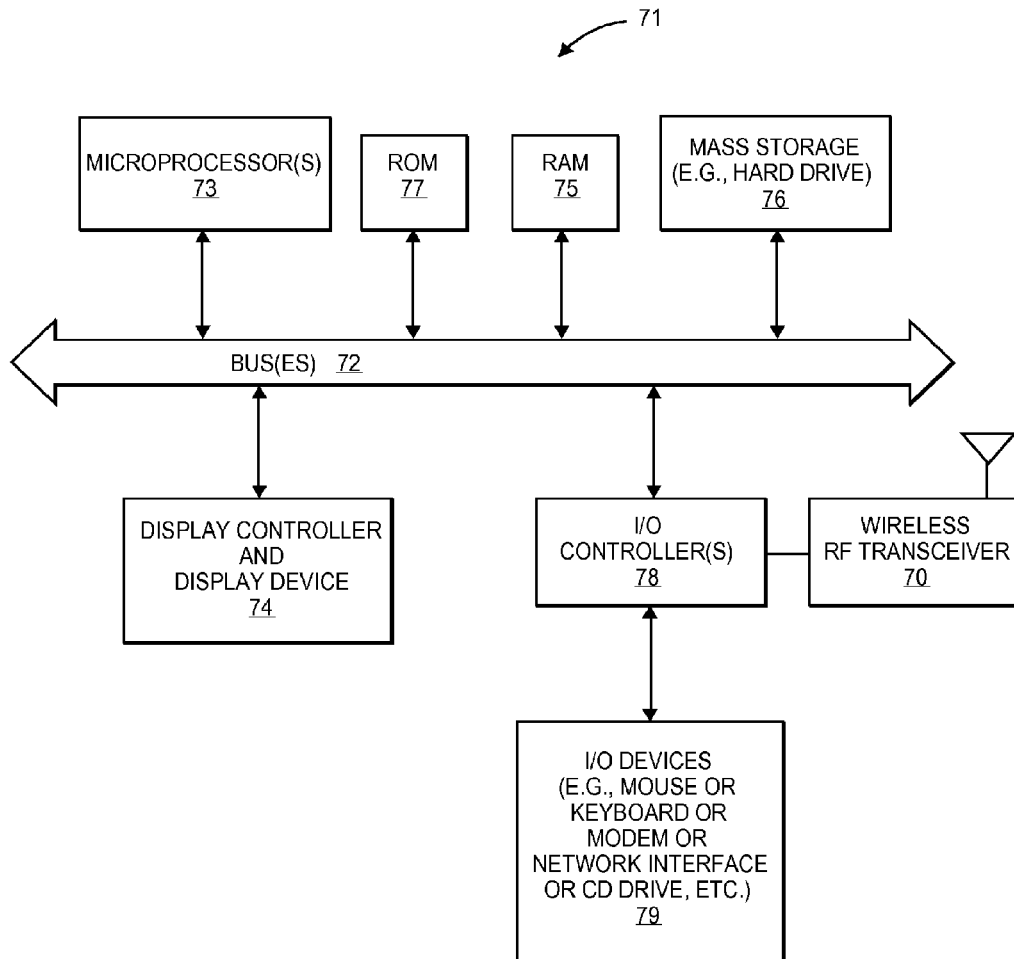 71
MICROPROCESSOR(S)
73
ROM
77
RAM
75
MASS STORAGE
(E.G., HARD DRIVE)
76
BUS(ES) 72
DISPLAY CONTROLLER
AND
DISPLAY DEVICE
74
I/O
CONTROLLER(S)
78
WIRELESS
RF TRANSCEIVER
70
I/O DEVICES
(E.G., MOUSE OR
KEYBOARD OR
MODEM OR
NETWORK INTERFACE
OR CD DRIVE, ETC.)
79